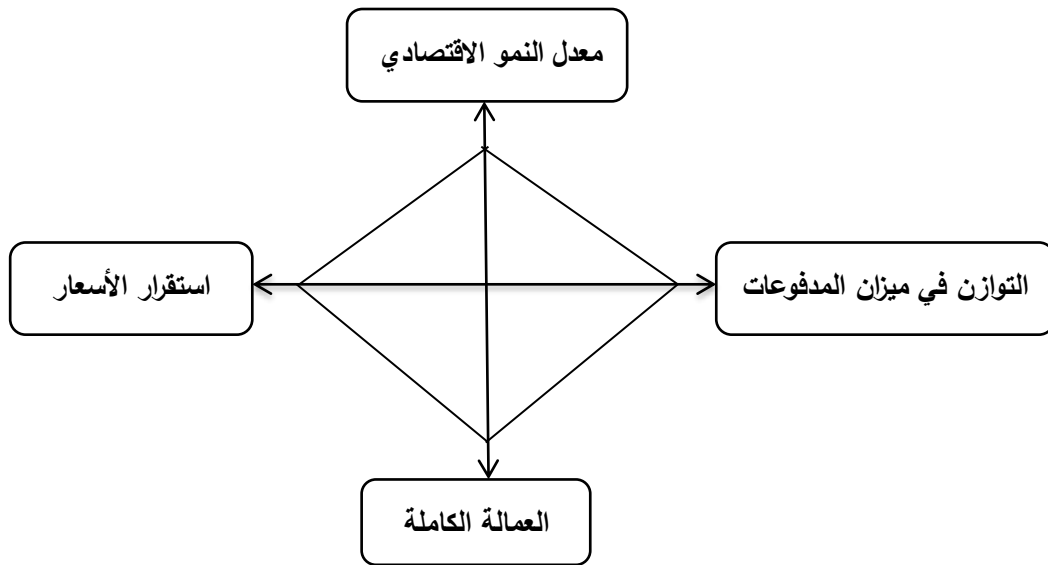 معدل النمو الاقتصادي
التوازن في ميزان المدفوعات
استقرار الأسعار
العمالة الكاملة